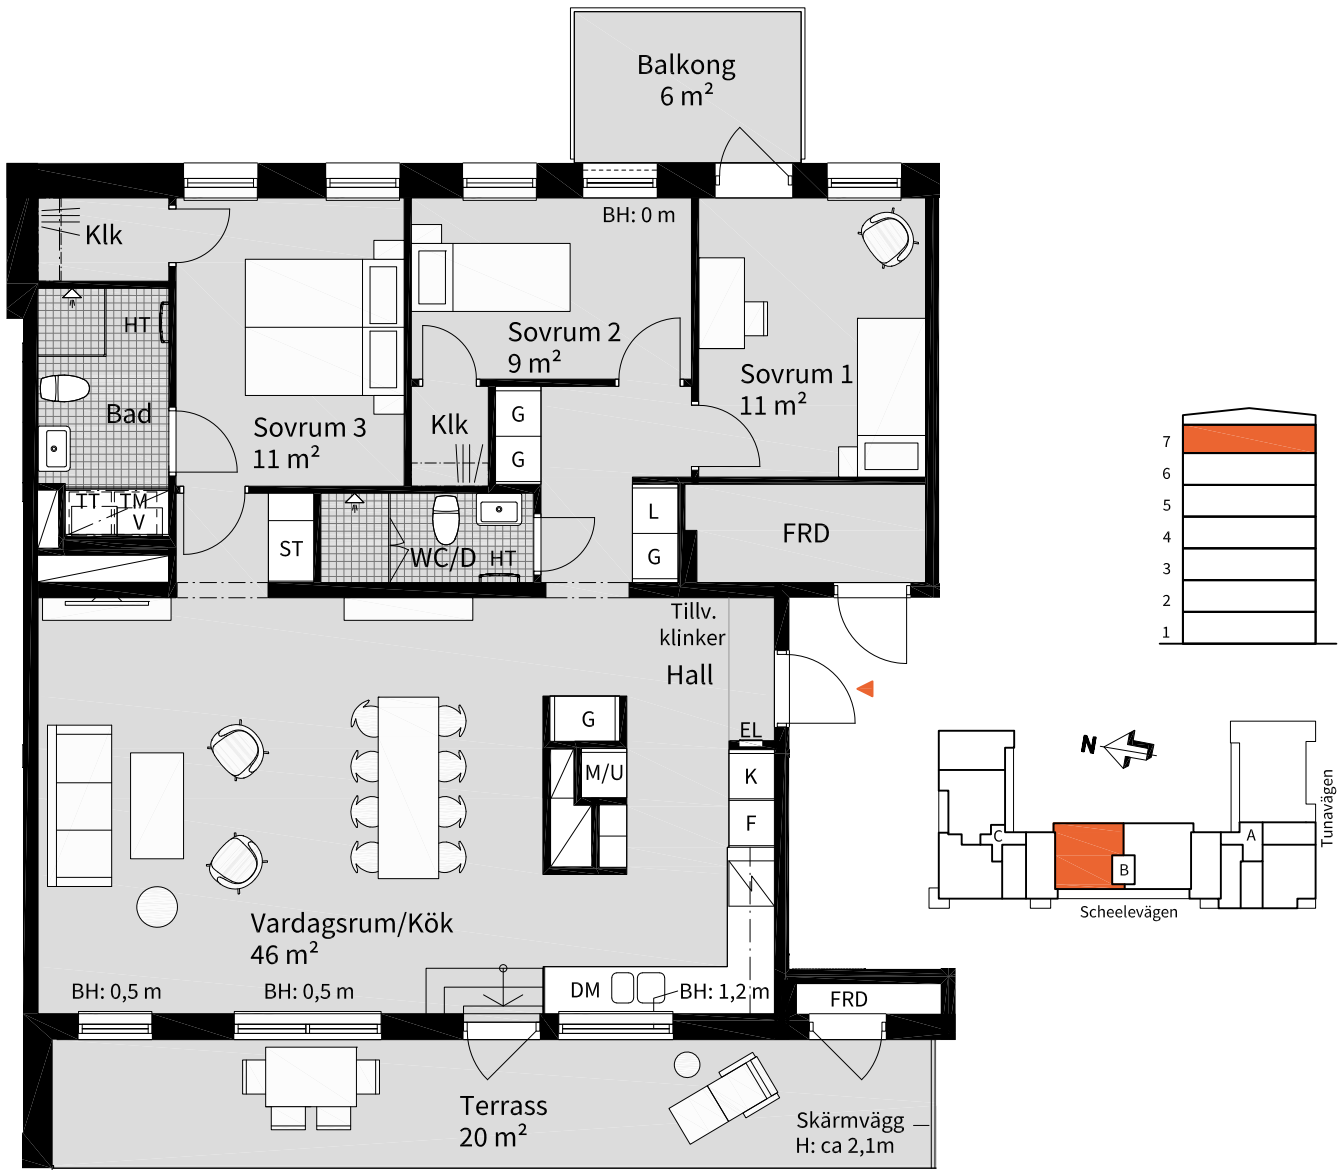 Balkong
6 m²
BH: 0 m
Klk
HT
Bad
TT
TM
V
Sovrum 3
11 m²
Sovrum 2
9 m²
Klk
G
G
Sovrum 1
11 m²
ST
WC/D
HT
L
G
FRD
Tillv.
klinker
Hall
EL
G
M/U
K
F
Vardagsrum/Kök
46 m²
BH: 0,5 m
BH: 0,5 m
DM
BH: 1,2 m
FRD
Terrass
20 m²
Skärmvägg
H: ca 2,1m
7
6
5
4
3
2
1
N
C
B
A
Tunavägen
Scheelevägen